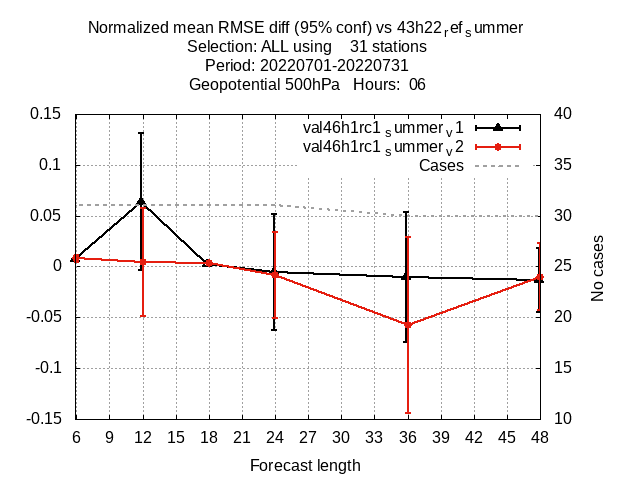 Normalized mean RMSE diff (95% conf) vs 43h22refsummer
Selection: ALL using 31 stations
Period: 20220701-20220731
Geopotential 500hPa Hours: 06
val46h1rc1summerv1
val46h1rc1summerv2
Cases
0.15
0.1
0.05
0
-0.05
-0.1
-0.15
40
35
30
25
20
15
10
No cases
6 9 12 15 18 21 24 27 30 33 36 39 42 45 48
Forecast length